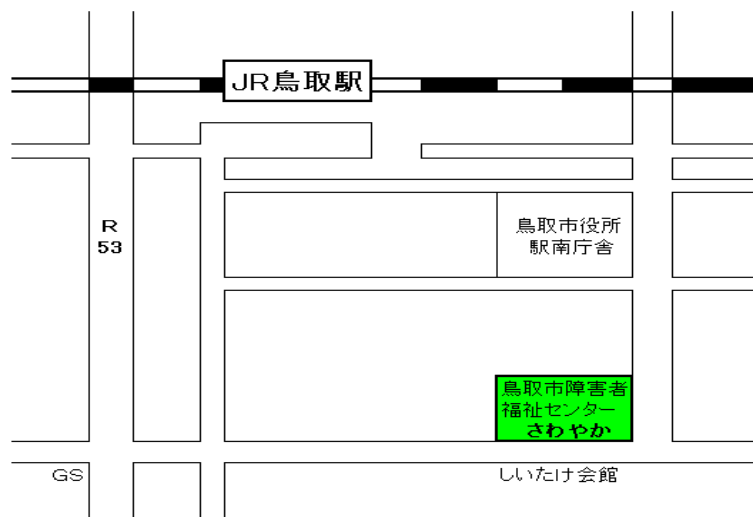 JR鳥取駅
R
53
鳥取市役所
駅南庁舎
鳥取市障害者
福祉センター
さわやか
GS
しいたけ会館